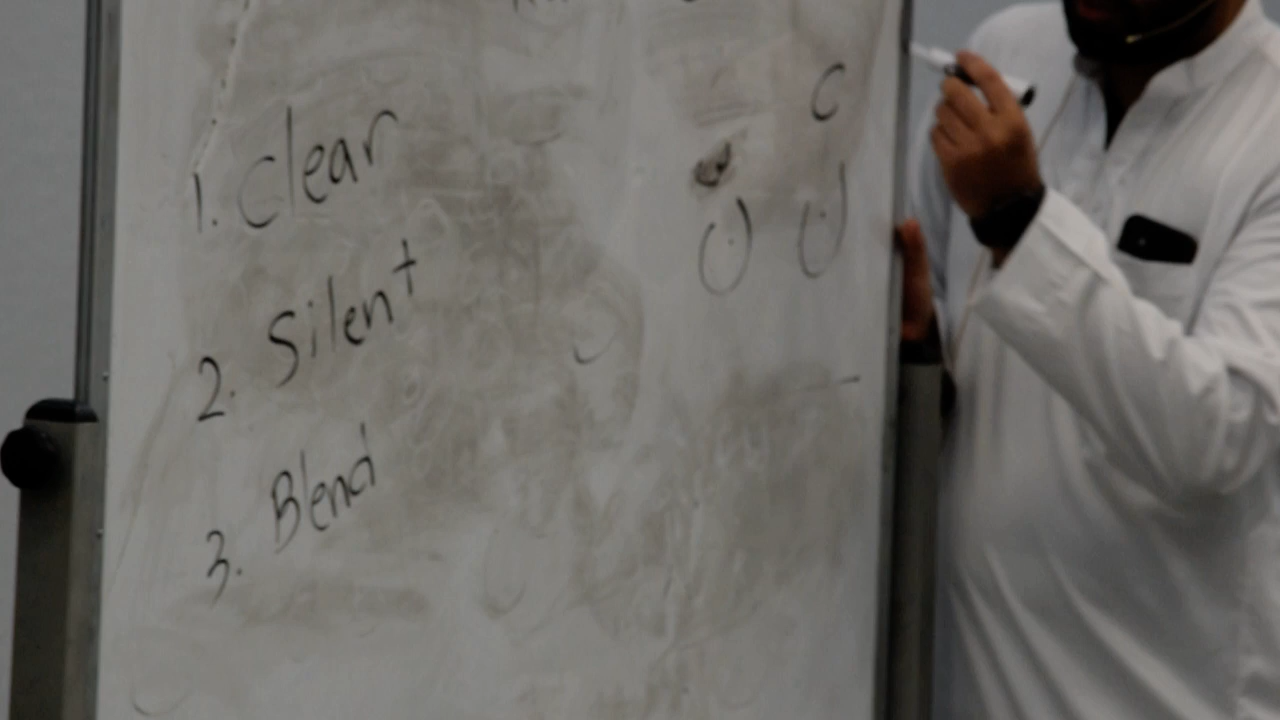 1. Clear
2. Silent
3. Blend
ن ن